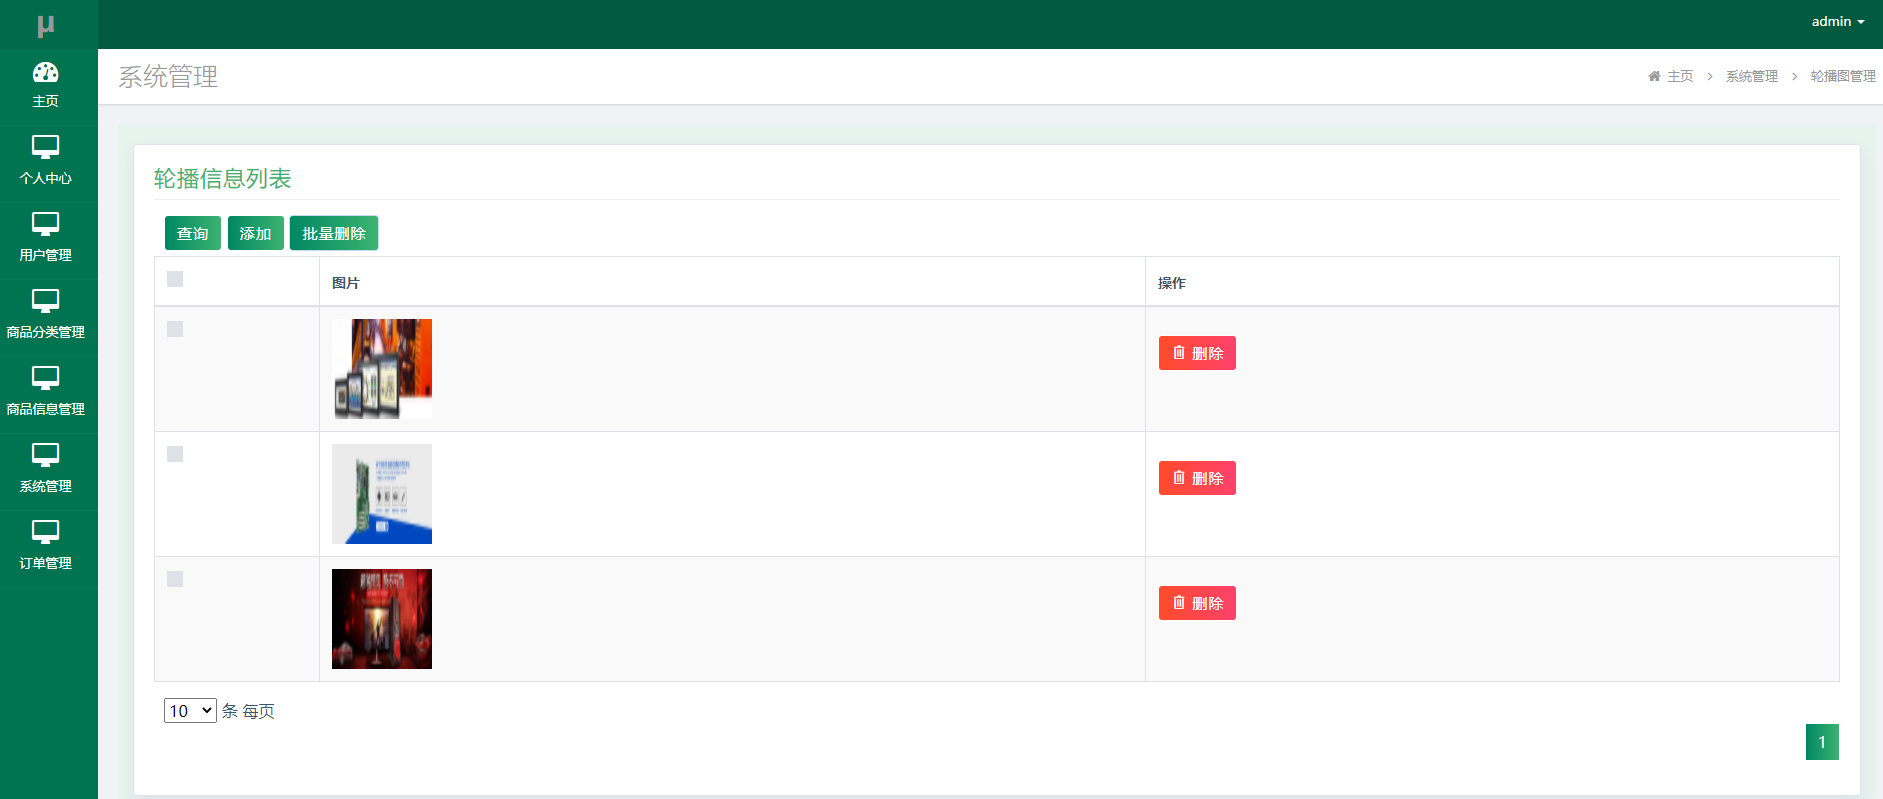 µ
admin
主页
个人中心
用户管理
商品分类管理
商品信息管理
系统管理
订单管理
系统管理
主页 > 系统管理 > 轮播图管理
轮播信息列表
查询 添加 批量删除
图片 操作
删除
删除
删除
10 条 每页
1